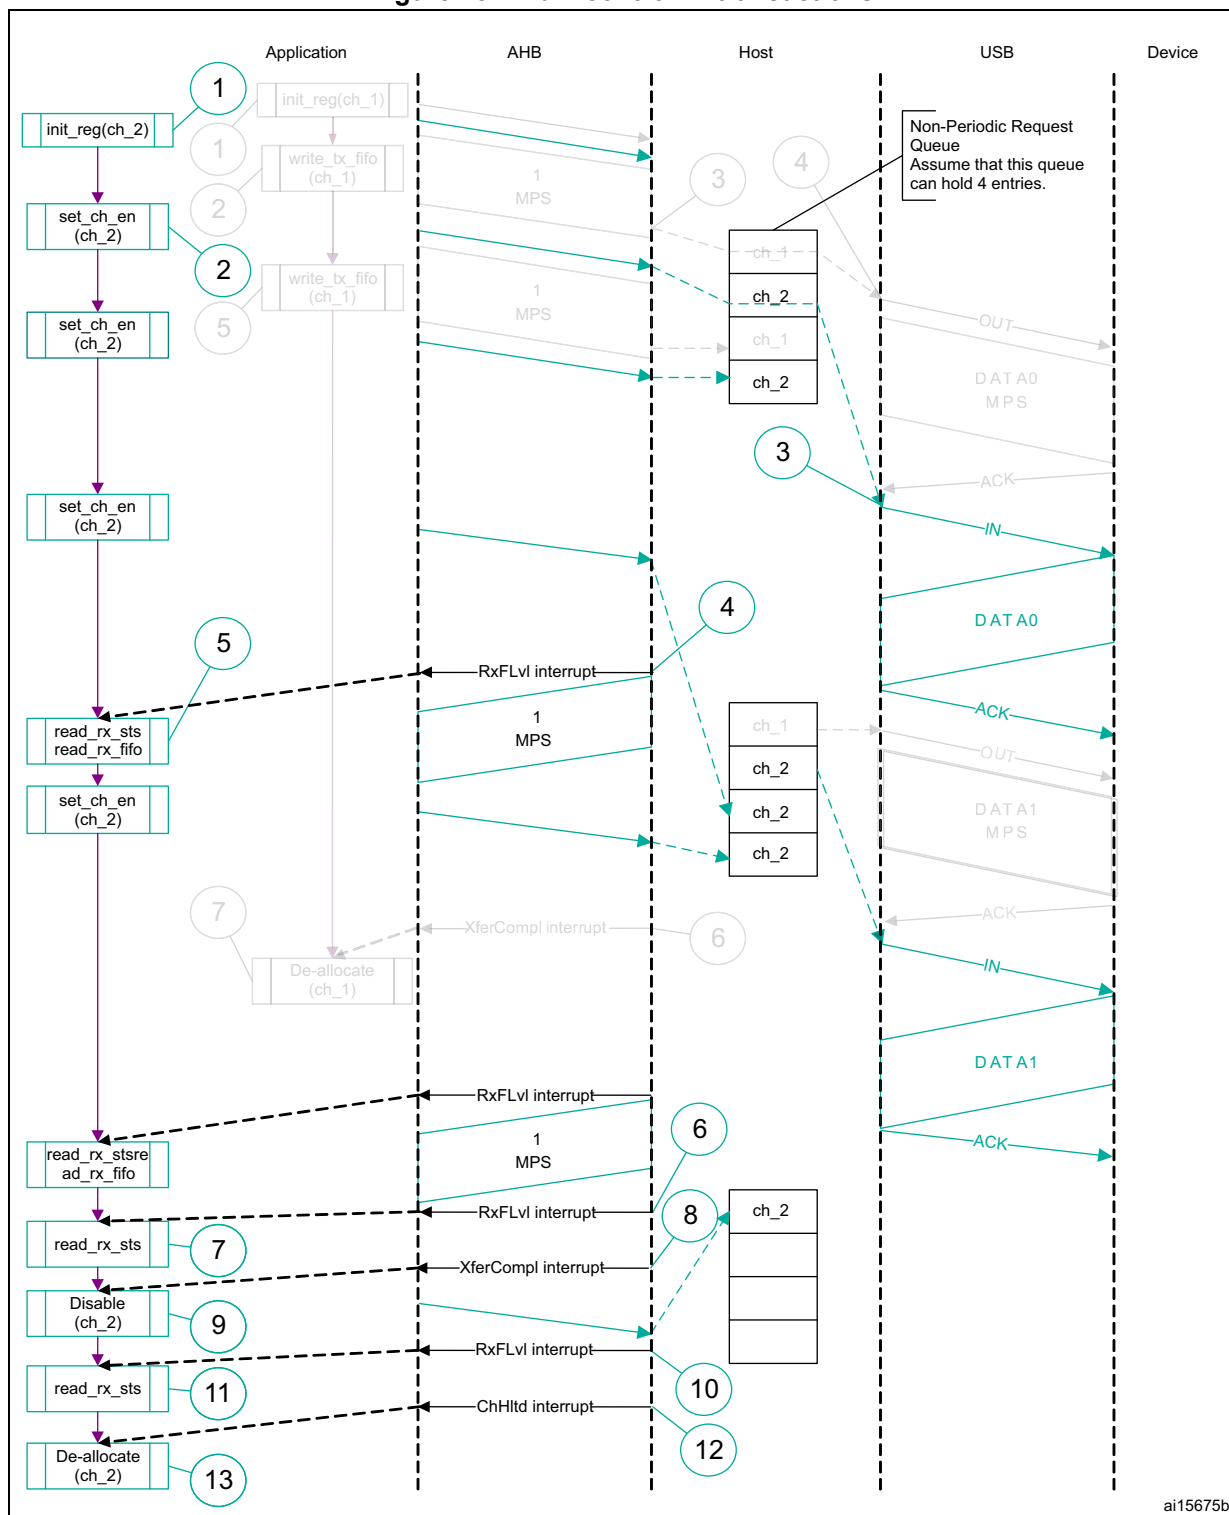 Application AHB Host USB Device
1
init_reg(ch_2)
init_reg(ch_1)
1
write_tx_fifo
(ch_1)
2
set_ch_en
(ch_2)
2
write_tx_fifo
(ch_1)
5
set_ch_en
(ch_2)
1
MPS
3
4
Non-Periodic Request
Queue
Assume that this queue
can hold 4 entries.
1
MPS
ch_1
ch_2
ch_1
ch_2
OUT
DATA0
MPS
ACK
3
set_ch_en
(ch_2)
IN
DATA0
4
5
RxFLvl interrupt
ACK
read_rx_sts
read_rx_fifo
1
MPS
ch_1
ch_2
ch_2
ch_2
OUT
DATA1
MPS
ACK
set_ch_en
(ch_2)
7
XferCompl interrupt
6
De-allocate
(ch_1)
IN
DATA1
RxFLvl interrupt
ACK
read_rx_stsre
ad_rx_fifo
1
MPS
6
RxFLvl interrupt
8
ch_2
read_rx_sts
7
XferCompl interrupt
Disable
(ch_2)
9
RxFLvl interrupt
10
read_rx_sts
11
ChHltd interrupt
12
De-allocate
(ch_2)
13
ai15675b